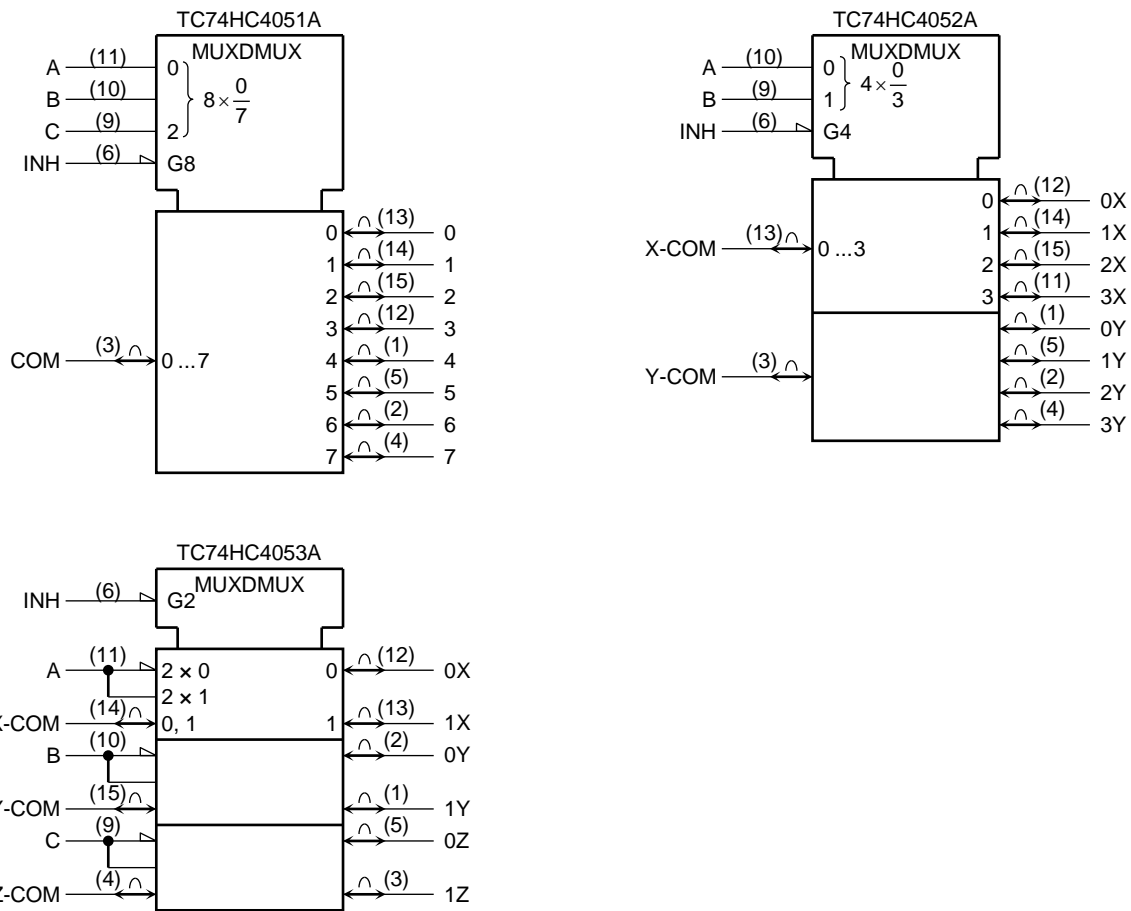 TC74HC4051A
MUXDMUX
A (11) 0
B (10) 8 × 0/7
C (9) 2
INH (6) G8
0 (13) 0
1 (14) 1
2 (15) 2
3 (12) 3
COM (3) 0 ...7 4 (1) 4
5 (5) 5
6 (2) 6
7 (4) 7
TC74HC4052A
MUXDMUX
A (10) 0 4 × 0/3
B (9) 1
INH (6) G4
0 (12) 0X
1 (14) 1X
X-COM (13) 0 ...3
2 (15) 2X
3 (11) 3X
(1) 0Y
(5) 1Y
Y-COM (3)
(2) 2Y
(4) 3Y
TC74HC4053A
MUXDMUX
INH (6) G2
A (11) 2 × 0 0 (12) 0X
2 × 1
X-COM (14) 0, 1 1 (13) 1X
B (10) (2) 0Y
Y-COM (15) (1) 1Y
C (9) (5) 0Z
Z-COM (4) (3) 1Z